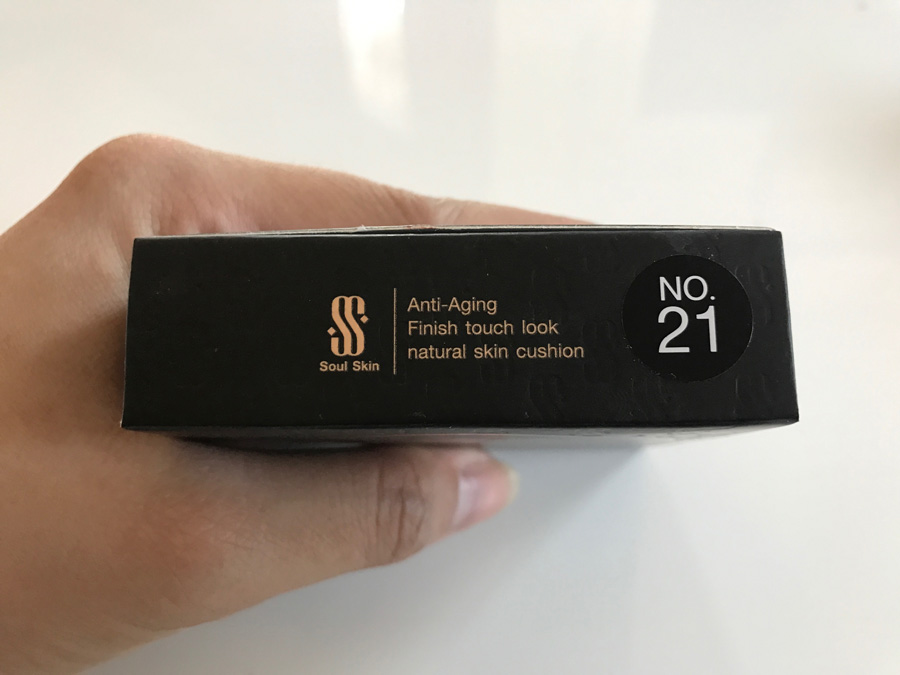 Soul Skin
Anti-Aging
Finish touch look
natural skin cushion
NO.
21